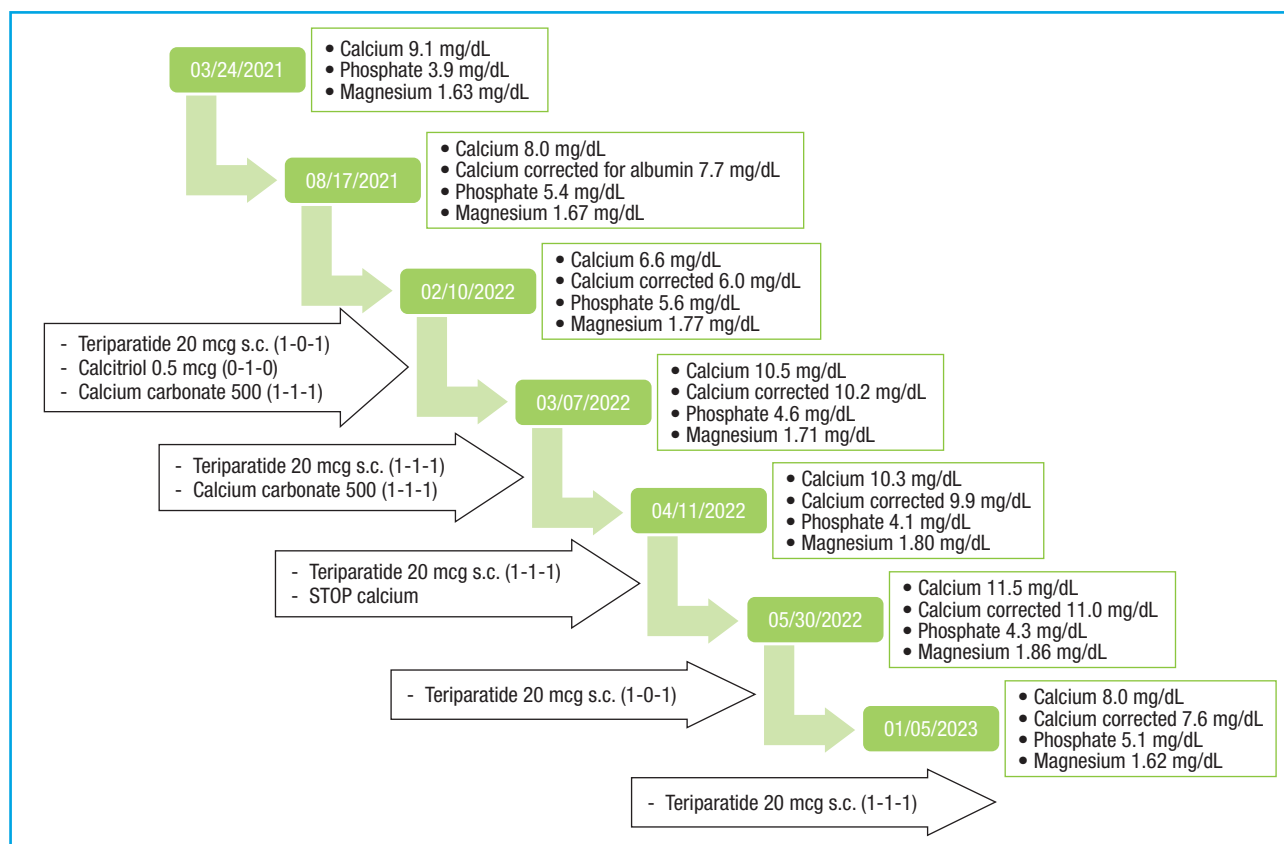 03/24/2021
• Calcium 9.1 mg/dL
• Phosphate 3.9 mg/dL
• Magnesium 1.63 mg/dL
08/17/2021
• Calcium 8.0 mg/dL
• Calcium corrected for albumin 7.7 mg/dL
• Phosphate 5.4 mg/dL
• Magnesium 1.67 mg/dL
02/10/2022
• Calcium 6.6 mg/dL
• Calcium corrected 6.0 mg/dL
• Phosphate 5.6 mg/dL
• Magnesium 1.77 mg/dL
- Teriparatide 20 mcg s.c. (1-0-1)
- Calcitriol 0.5 mcg (0-1-0)
- Calcium carbonate 500 (1-1-1)
03/07/2022
• Calcium 10.5 mg/dL
• Calcium corrected 10.2 mg/dL
• Phosphate 4.6 mg/dL
• Magnesium 1.71 mg/dL
- Teriparatide 20 mcg s.c. (1-1-1)
- Calcium carbonate 500 (1-1-1)
04/11/2022
• Calcium 10.3 mg/dL
• Calcium corrected 9.9 mg/dL
• Phosphate 4.1 mg/dL
• Magnesium 1.80 mg/dL
- Teriparatide 20 mcg s.c. (1-1-1)
- STOP calcium
05/30/2022
• Calcium 11.5 mg/dL
• Calcium corrected 11.0 mg/dL
• Phosphate 4.3 mg/dL
• Magnesium 1.86 mg/dL
- Teriparatide 20 mcg s.c. (1-0-1)
01/05/2023
• Calcium 8.0 mg/dL
• Calcium corrected 7.6 mg/dL
• Phosphate 5.1 mg/dL
• Magnesium 1.62 mg/dL
- Teriparatide 20 mcg s.c. (1-1-1)